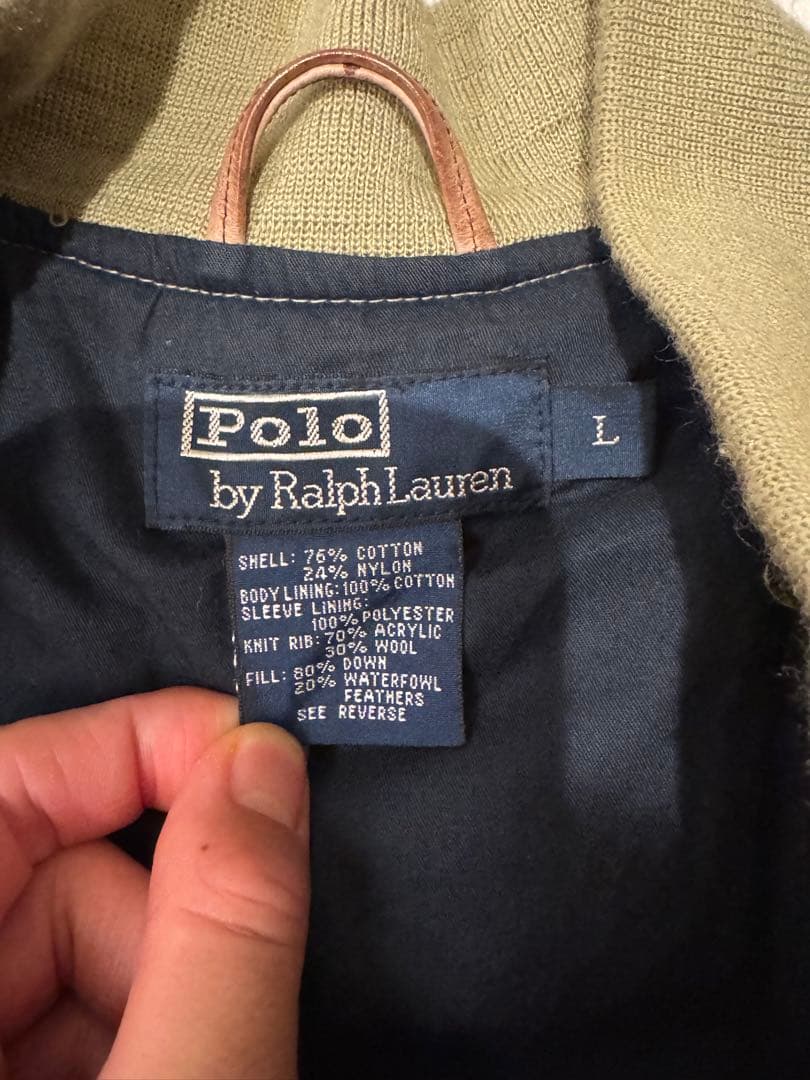 Polo
by Ralph Lauren
L
SHELL: 76% COTTON
24% NYLON
BODY LINING: 100% COTTON
SLEEVE LINING:
100% POLYESTER
KNIT RIB: 70% ACRYLIC
30% WOOL
FILL: 80% DOWN
20% WATERFOWL
FEATHERS
SEE REVERSE